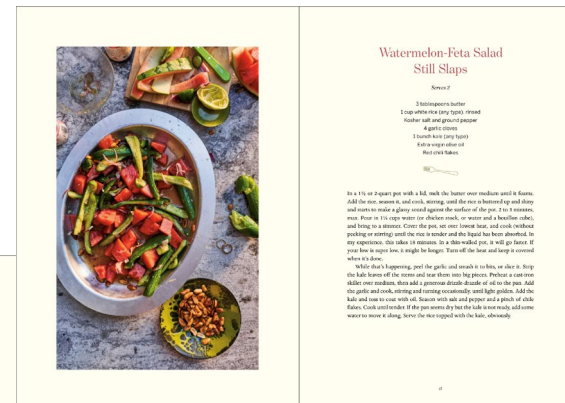 Watermelon-Feta Salad
Still Slaps
Serves 2
3 tablespoons butter
1 cup white rice (any type), rinsed
Kosher salt and ground pepper
4 garlic cloves
1 bunch kale (any type)
Extra-virgin olive oil
Red chili flakes
In a 1½ or 2-quart pot with a lid, melt the butter over medium until it foams.
Add the rice, season it, and cook, stirring, until the rice is buttered up and shiny
and starts to make a glassy sound against the surface of the pot, 2 to 3 minutes,
max. Pour in 1¼ cups water (or chicken stock, or water and a bouillon cube),
and bring to a simmer. Cover the pot, set over lowest heat, and cook (without
peeking or stirring) until the rice is tender and the liquid has been absorbed. In
my experience, this takes 18 minutes. In a thin-walled pot, it will go faster. If
your low is super low, it might be longer. Turn off the heat and keep it covered
when it's done.
While that's happening, peel the garlic and smash it to bits, or slice it. Strip
the kale leaves off the stems and tear them into big pieces. Preheat a cast-iron
skillet over medium, then add a generous drizzle-drazzle of oil to the pan. Add
the garlic and cook, stirring and turning occasionally, until light golden. Add the
kale and toss to coat with oil. Season with salt and pepper and a pinch of chile
flakes. Cook until tender. If the pan seems dry but the kale is not ready, add some
water to move it along. Serve the rice topped with the kale, obviously.